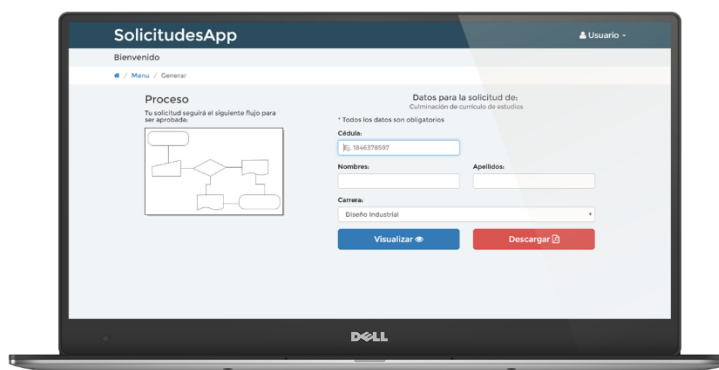 SolicitudesApp
Usuario
Bienvenido
/ Menu / Generar
Proceso
Tu solicitud seguirá el siguiente flujo para
ser aprobada:
Datos para la solicitud de:
Culminación de currículo de estudios
* Todos los datos son obligatorios
Cédula:
Ej. 1846378597
Nombres:
Apellidos:
Carrera:
Diseño Industrial
Visualizar
Descargar
DELL